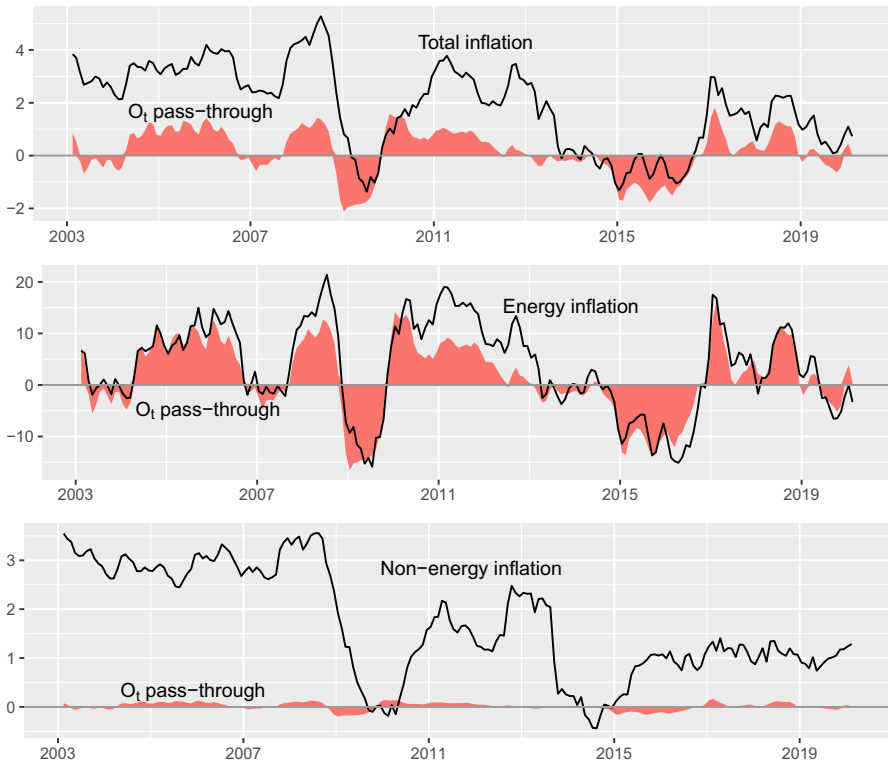 Total inflation
4
Oₜ pass−through
2
0
−2
2003 2007 2011 2015 2019
20
Energy inflation
10
0
Oₜ pass−through
−10
2003 2007 2011 2015 2019
3
Non−energy inflation
2
1
Oₜ pass−through
0
2003 2007 2011 2015 2019